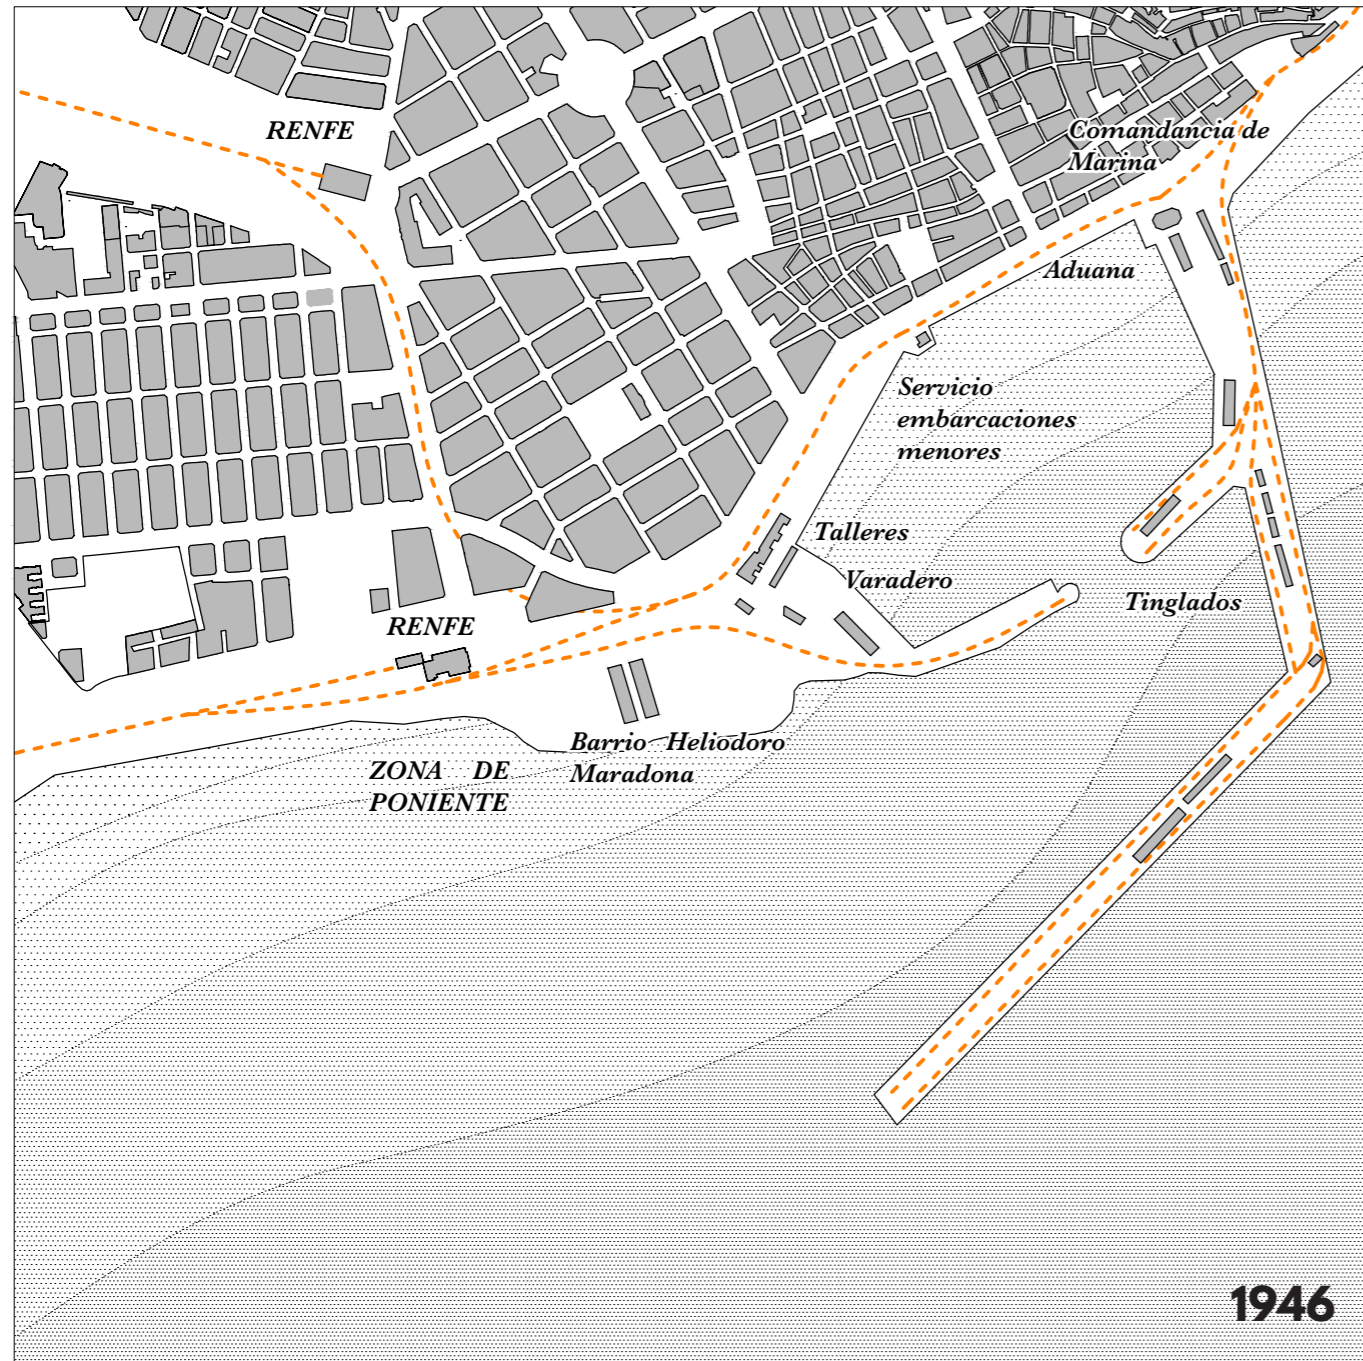 RENFE
Comandancia de
Marina
Aduana
Servicio
embarcaciones
menores
Talleres
Varadero
Tinglados
RENFE
Barrio Heliodoro
Maradona
ZONA DE
PONIENTE
1946